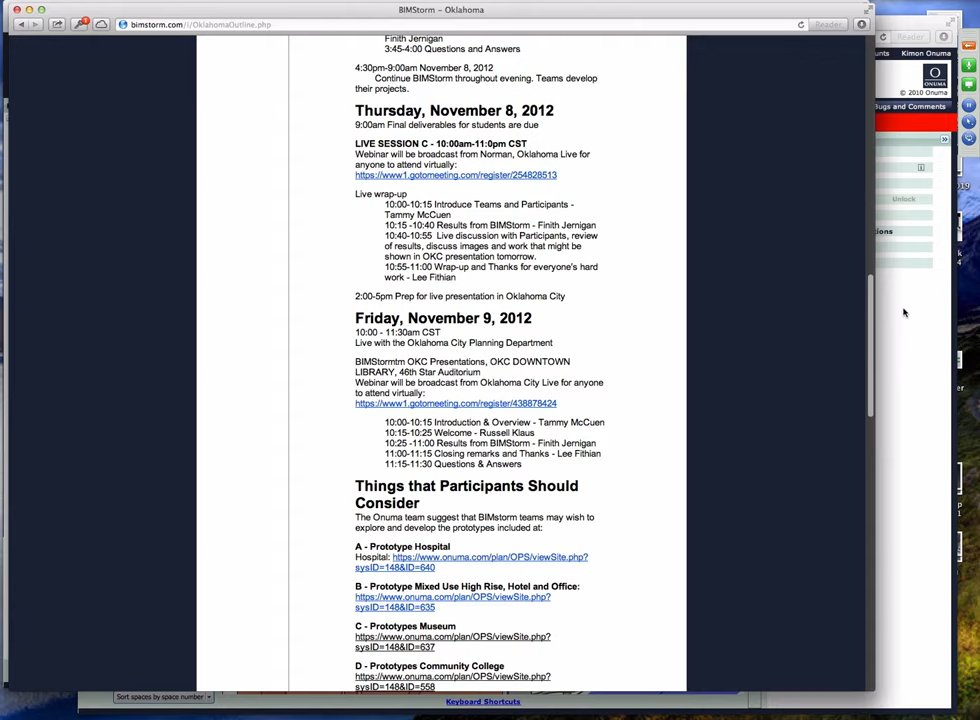 BIMStorm – Oklahoma
bimstorm.com/i/OklahomaOutline.php
Reader
Reader
Finith Jernigan
3:45-4:00 Questions and Answers
4:30pm-9:00am November 8, 2012
Continue BIMStorm throughout evening. Teams develop
their projects.
Thursday, November 8, 2012
9:00am Final deliverables for students are due
LIVE SESSION C - 10:00am-11:0pm CST
Webinar will be broadcast from Norman, Oklahoma Live for
anyone to attend virtually:
https://www1.gotomeeting.com/register/254828513
Live wrap-up
10:00-10:15 Introduce Teams and Participants -
Tammy McCuen
10:15 -10:40 Results from BIMStorm - Finith Jernigan
10:40-10:55 Live discussion with Participants, review
of results, discuss images and work that might be
shown in OKC presentation tomorrow.
10:55-11:00 Wrap-up and Thanks for everyone's hard
work - Lee Fithian
2:00-5pm Prep for live presentation in Oklahoma City
Friday, November 9, 2012
10:00 - 11:30am CST
Live with the Oklahoma City Planning Department
BIMStormtm OKC Presentations, OKC DOWNTOWN
LIBRARY, 46th Star Auditorium
Webinar will be broadcast from Oklahoma City Live for anyone
to attend virtually:
https://www1.gotomeeting.com/register/438878424
10:00-10:15 Introduction & Overview - Tammy McCuen
10:15-10:25 Welcome - Russell Klaus
10:25 -11:00 Results from BIMStorm - Finith Jernigan
11:00-11:15 Closing remarks and Thanks - Lee Fithian
11:15-11:30 Questions & Answers
Things that Participants Should
Consider
The Onuma team suggest that BIMstorm teams may wish to
explore and develop the prototypes included at:
A - Prototype Hospital
Hospital: https://www.onuma.com/plan/OPS/viewSite.php?
sysID=148&ID=640
B - Prototype Mixed Use High Rise, Hotel and Office:
https://www.onuma.com/plan/OPS/viewSite.php?
sysID=148&ID=635
C - Prototypes Museum
https://www.onuma.com/plan/OPS/viewSite.php?
sysID=148&ID=637
D - Prototypes Community College
https://www.onuma.com/plan/OPS/viewSite.php?
sysID=148&ID=558
unts Kimon Onuma
ONUMA
© 2010 Onuma
Bugs and Comments
Unlock
tions
Sort spaces by space number
Keyboard Shortcuts